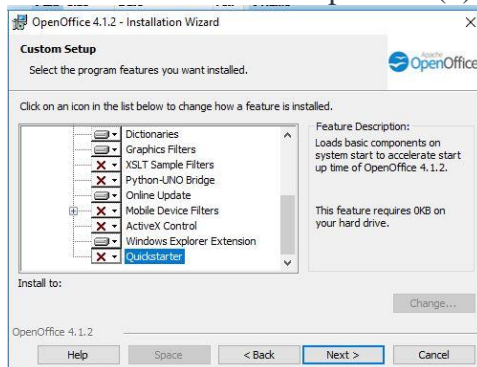 OpenOffice 4.1.2 - Installation Wizard
Custom Setup
Select the program features you want installed.
Apache
OpenOffice
Click on an icon in the list below to change how a feature is installed.
Dictionaries
Graphics Filters
XSLT Sample Filters
Python-UNO Bridge
Online Update
Mobile Device Filters
ActiveX Control
Windows Explorer Extension
Quickstarter
Feature Description:
Loads basic components on
system start to accelerate start
up time of OpenOffice 4.1.2.
This feature requires 0KB on
your hard drive.
Install to:
Change...
OpenOffice 4.1.2
Help
Space
< Back
Next >
Cancel